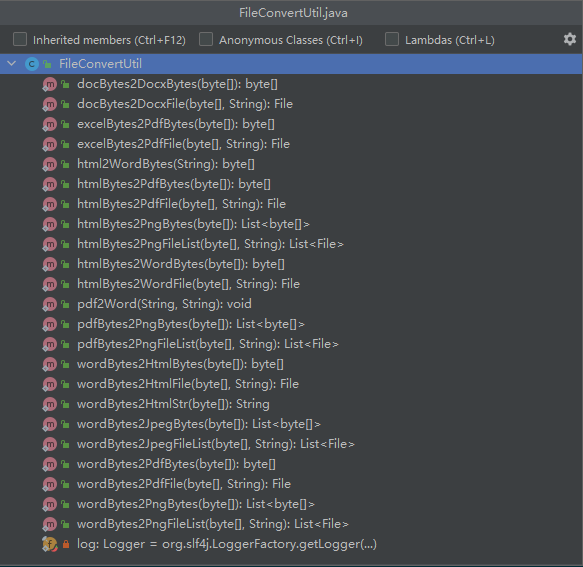 FileConvertUtil.java
Inherited members (Ctrl+F12) Anonymous Classes (Ctrl+I) Lambdas (Ctrl+L)
FileConvertUtil
docBytes2DocxBytes(byte[]): byte[]
docBytes2DocxFile(byte[], String): File
excelBytes2PdfBytes(byte[]): byte[]
excelBytes2PdfFile(byte[], String): File
html2WordBytes(String): byte[]
htmlBytes2PdfBytes(byte[]): byte[]
htmlBytes2PdfFile(byte[], String): File
htmlBytes2PngBytes(byte[]): List<byte[]>
htmlBytes2PngFileList(byte[], String): List<File>
htmlBytes2WordBytes(byte[]): byte[]
htmlBytes2WordFile(byte[], String): File
pdf2Word(String, String): void
pdfBytes2PngBytes(byte[]): List<byte[]>
pdfBytes2PngFileList(byte[], String): List<File>
wordBytes2HtmlBytes(byte[]): byte[]
wordBytes2HtmlFile(byte[], String): File
wordBytes2HtmlStr(byte[]): String
wordBytes2JpegBytes(byte[]): List<byte[]>
wordBytes2JpegFileList(byte[], String): List<File>
wordBytes2PdfBytes(byte[]): byte[]
wordBytes2PdfFile(byte[], String): File
wordBytes2PngBytes(byte[]): List<byte[]>
wordBytes2PngFileList(byte[], String): List<File>
log: Logger = org.slf4j.LoggerFactory.getLogger(...)